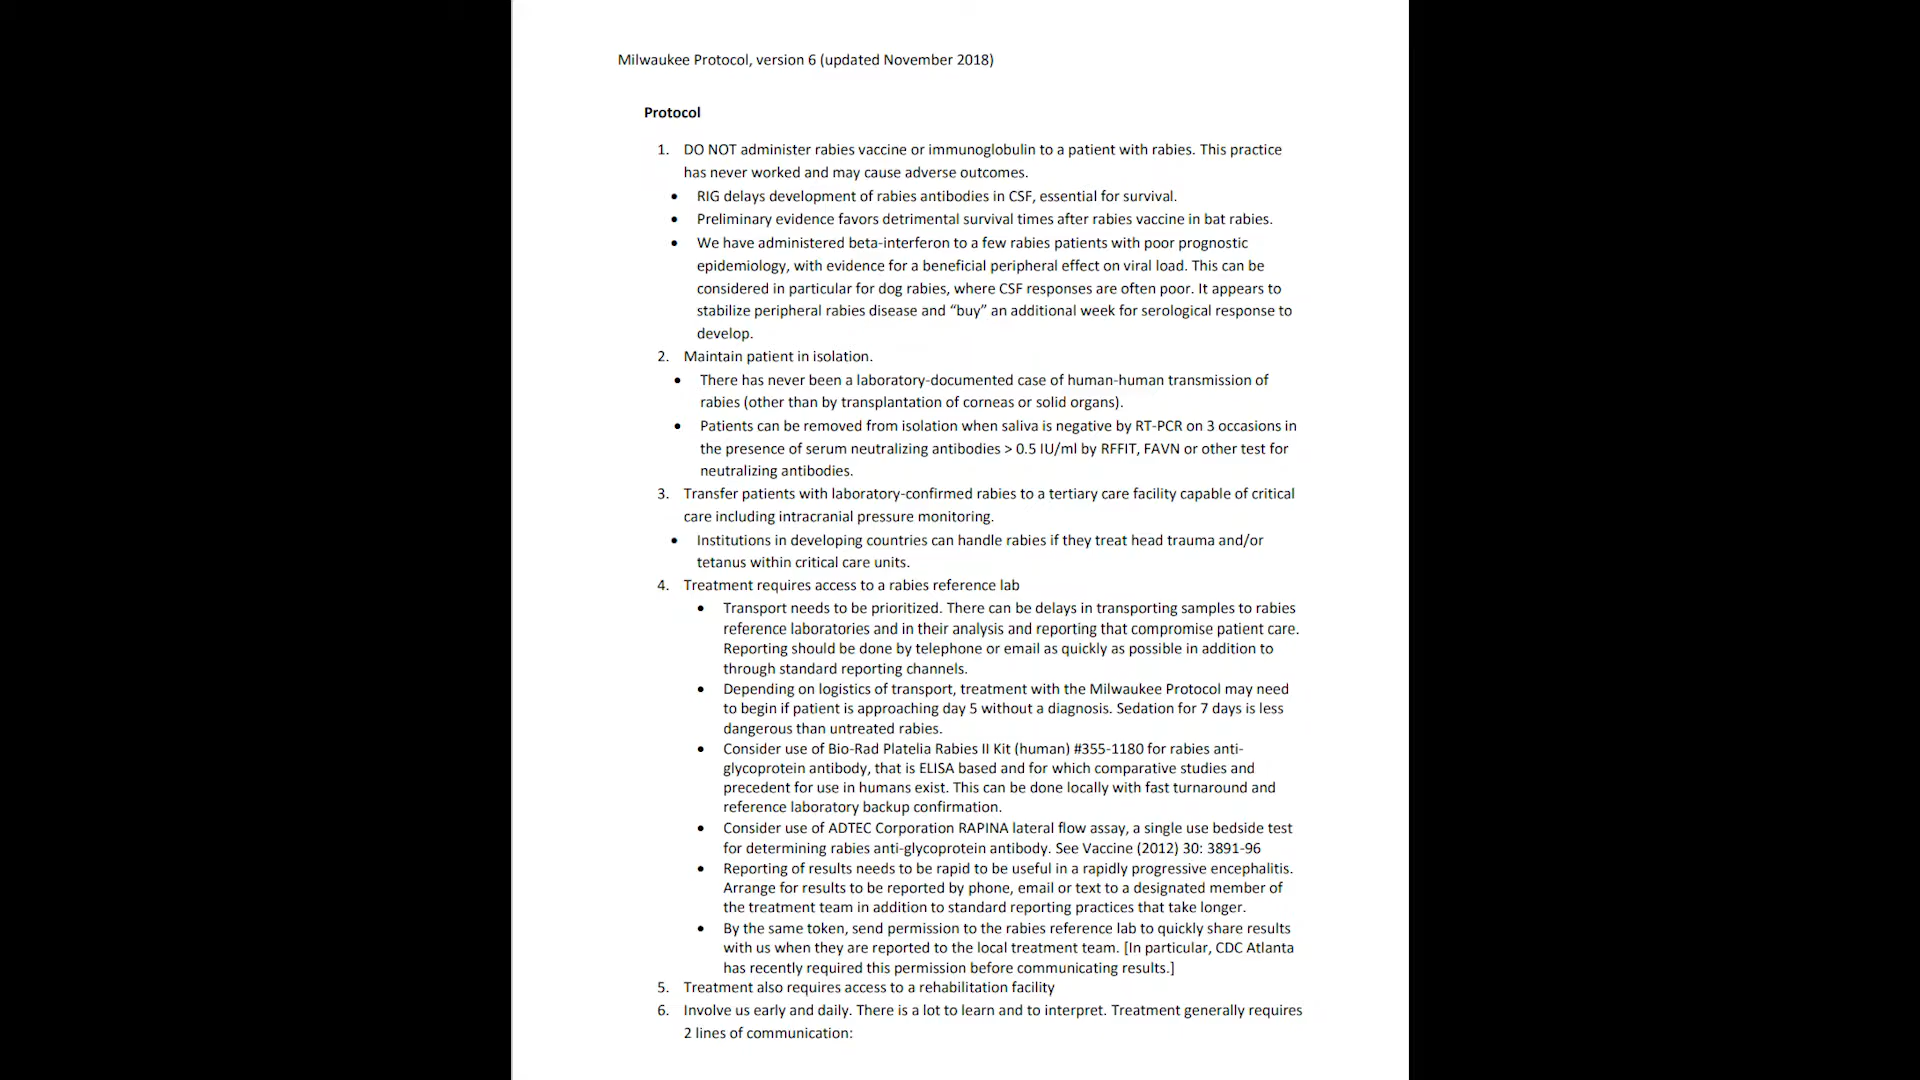 Milwaukee Protocol, version 6 (updated November 2018)
Protocol
1. DO NOT administer rabies vaccine or immunoglobulin to a patient with rabies. This practice
has never worked and may cause adverse outcomes.
• RIG delays development of rabies antibodies in CSF, essential for survival.
• Preliminary evidence favors detrimental survival times after rabies vaccine in bat rabies.
• We have administered beta-interferon to a few rabies patients with poor prognostic
epidemiology, with evidence for a beneficial peripheral effect on viral load. This can be
considered in particular for dog rabies, where CSF responses are often poor. It appears to
stabilize peripheral rabies disease and “buy” an additional week for serological response to
develop.
2. Maintain patient in isolation.
• There has never been a laboratory-documented case of human-human transmission of
rabies (other than by transplantation of corneas or solid organs).
• Patients can be removed from isolation when saliva is negative by RT-PCR on 3 occasions in
the presence of serum neutralizing antibodies > 0.5 IU/ml by RFFIT, FAVN or other test for
neutralizing antibodies.
3. Transfer patients with laboratory-confirmed rabies to a tertiary care facility capable of critical
care including intracranial pressure monitoring.
• Institutions in developing countries can handle rabies if they treat head trauma and/or
tetanus within critical care units.
4. Treatment requires access to a rabies reference lab
• Transport needs to be prioritized. There can be delays in transporting samples to rabies
reference laboratories and in their analysis and reporting that compromise patient care.
Reporting should be done by telephone or email as quickly as possible in addition to
through standard reporting channels.
• Depending on logistics of transport, treatment with the Milwaukee Protocol may need
to begin if patient is approaching day 5 without a diagnosis. Sedation for 7 days is less
dangerous than untreated rabies.
• Consider use of Bio-Rad Platelia Rabies II Kit (human) #355-1180 for rabies anti-
glycoprotein antibody, that is ELISA based and for which comparative studies and
precedent for use in humans exist. This can be done locally with fast turnaround and
reference laboratory backup confirmation.
• Consider use of ADTEC Corporation RAPINA lateral flow assay, a single use bedside test
for determining rabies anti-glycoprotein antibody. See Vaccine (2012) 30: 3891-96
• Reporting of results needs to be rapid to be useful in a rapidly progressive encephalitis.
Arrange for results to be reported by phone, email or text to a designated member of
the treatment team in addition to standard reporting practices that take longer.
• By the same token, send permission to the rabies reference lab to quickly share results
with us when they are reported to the local treatment team. [In particular, CDC Atlanta
has recently required this permission before communicating results.]
5. Treatment also requires access to a rehabilitation facility
6. Involve us early and daily. There is a lot to learn and to interpret. Treatment generally requires
2 lines of communication: